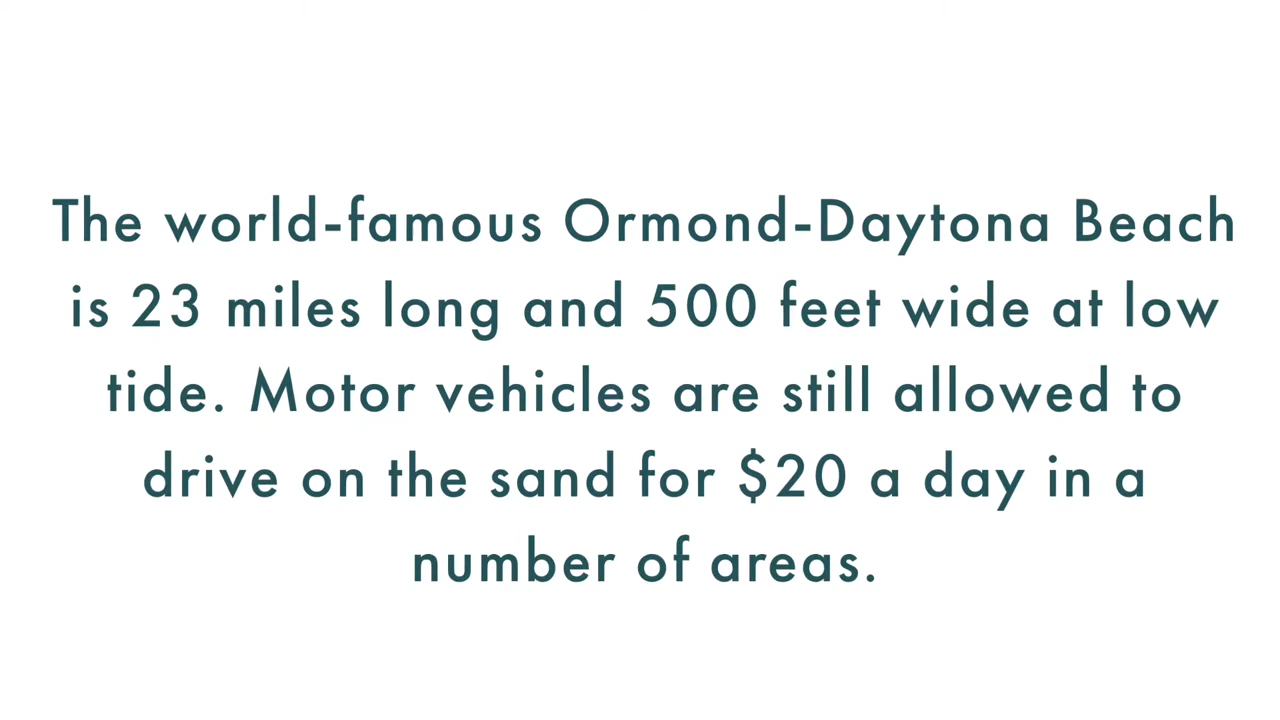 The world-famous Ormond-Daytona Beach
is 23 miles long and 500 feet wide at low
tide. Motor vehicles are still allowed to
drive on the sand for $20 a day in a
number of areas.